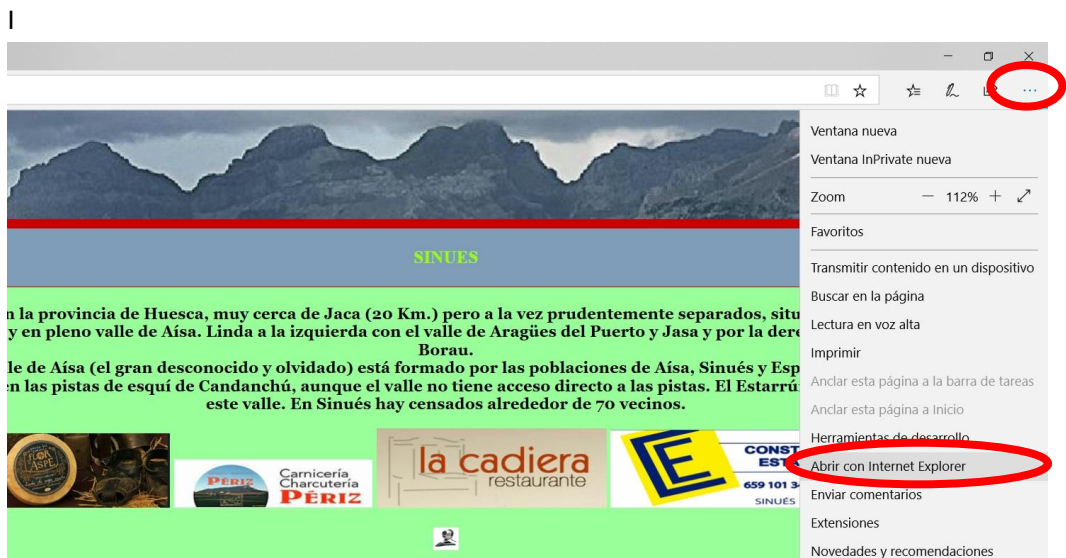 I
Ventana nueva
Ventana InPrivate nueva
Zoom − 112% +
Favoritos
Transmitir contenido en un dispositivo
Buscar en la página
Lectura en voz alta
Imprimir
Anclar esta página a la barra de tareas
Anclar esta página a Inicio
Herramientas de desarrollo
Abrir con Internet Explorer
Enviar comentarios
Extensiones
Novedades y recomendaciones
SINUES
la provincia de Huesca, muy cerca de Jaca (20 Km.) pero a la vez prudentemente separados, situ
y en pleno valle de Aísa. Linda a la izquierda con el valle de Aragües del Puerto y Jasa y por la dere
Borau.
le de Aísa (el gran desconocido y olvidado) está formado por las poblaciones de Aísa, Sinués y Esp
en las pistas de esquí de Candanchú, aunque el valle no tiene acceso directo a las pistas. El Estarrú
este valle. En Sinués hay censados alrededor de 70 vecinos.
FLOR
ASPE
PÉRIZ
Carnicería
Charcutería
PÉRIZ
la cadiera
restaurante
CONST
ESTA
659 101 3
SINUÉS